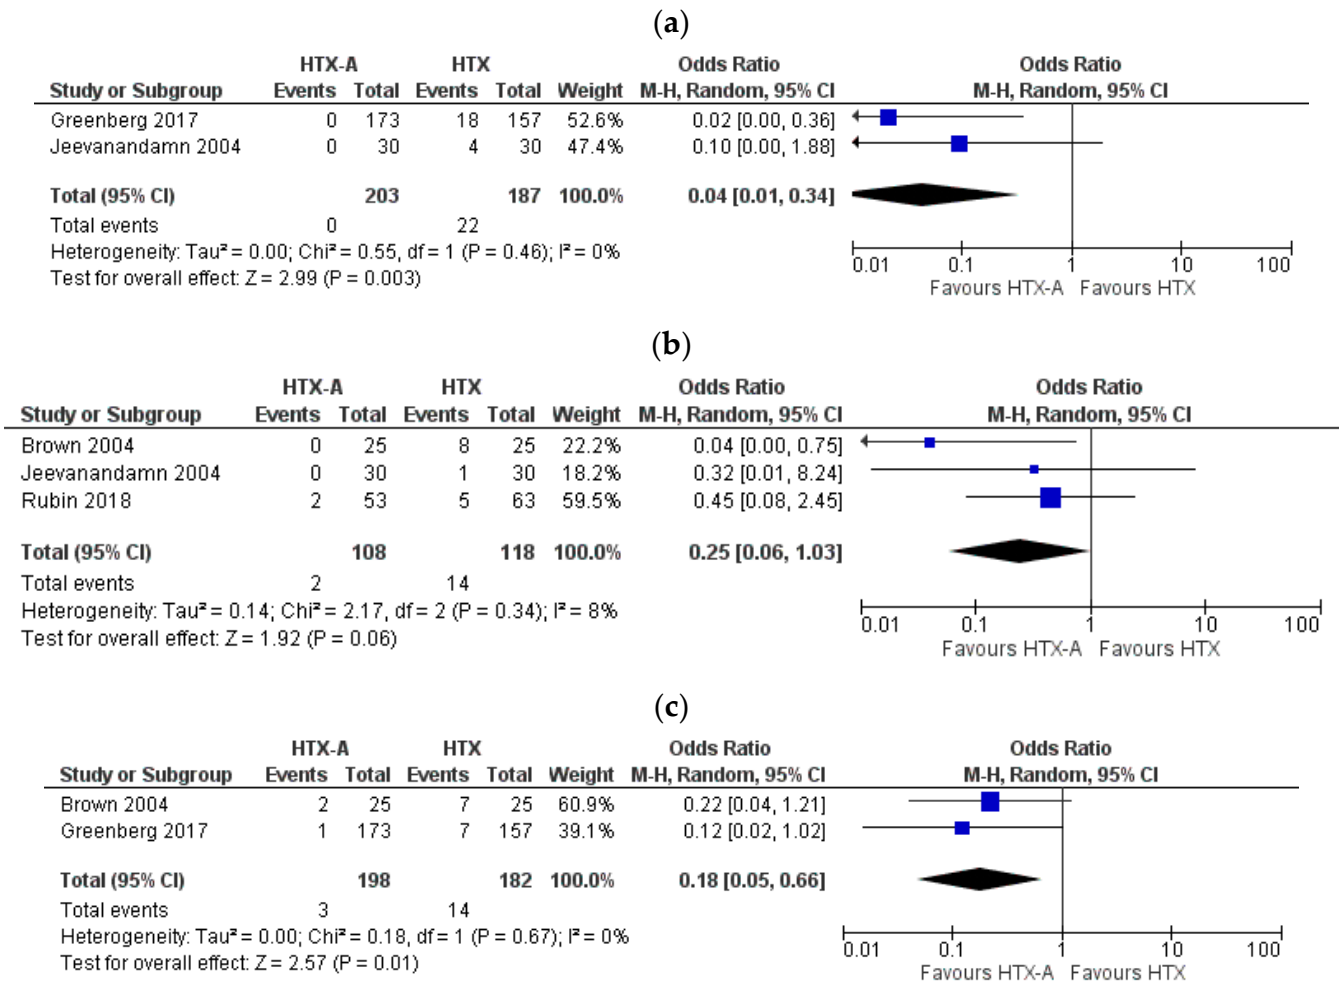 (a)
HTX-A HTX Odds Ratio Odds Ratio
Study or Subgroup Events Total Events Total Weight M-H, Random, 95% CI M-H, Random, 95% CI
Greenberg 2017 0 173 18 157 52.6% 0.02 [0.00, 0.36]
Jeevanandamn 2004 0 30 4 30 47.4% 0.10 [0.00, 1.88]
Total (95% CI) 203 187 100.0% 0.04 [0.01, 0.34]
Total events 0 22
Heterogeneity: Tau² = 0.00; Chi² = 0.55, df = 1 (P = 0.46); I² = 0%
Test for overall effect: Z = 2.99 (P = 0.003)
0.01 0.1 1 10 100
Favours HTX-A Favours HTX
(b)
HTX-A HTX Odds Ratio Odds Ratio
Study or Subgroup Events Total Events Total Weight M-H, Random, 95% CI M-H, Random, 95% CI
Brown 2004 0 25 8 25 22.2% 0.04 [0.00, 0.75]
Jeevanandamn 2004 0 30 1 30 18.2% 0.32 [0.01, 8.24]
Rubin 2018 2 53 5 63 59.5% 0.45 [0.08, 2.45]
Total (95% CI) 108 118 100.0% 0.25 [0.06, 1.03]
Total events 2 14
Heterogeneity: Tau² = 0.14; Chi² = 2.17, df = 2 (P = 0.34); I² = 8%
Test for overall effect: Z = 1.92 (P = 0.06)
0.01 0.1 1 10 100
Favours HTX-A Favours HTX
(c)
HTX-A HTX Odds Ratio Odds Ratio
Study or Subgroup Events Total Events Total Weight M-H, Random, 95% CI M-H, Random, 95% CI
Brown 2004 2 25 7 25 60.9% 0.22 [0.04, 1.21]
Greenberg 2017 1 173 7 157 39.1% 0.12 [0.02, 1.02]
Total (95% CI) 198 182 100.0% 0.18 [0.05, 0.66]
Total events 3 14
Heterogeneity: Tau² = 0.00; Chi² = 0.18, df = 1 (P = 0.67); I² = 0%
Test for overall effect: Z = 2.57 (P = 0.01)
0.01 0.1 1 10 100
Favours HTX-A Favours HTX